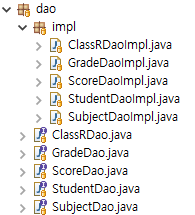 dao
impl
ClassRDaoImpl.java
GradeDaoImpl.java
ScoreDaoImpl.java
StudentDaoImpl.java
SubjectDaoImpl.java
ClassRDao.java
GradeDao.java
ScoreDao.java
StudentDao.java
SubjectDao.java